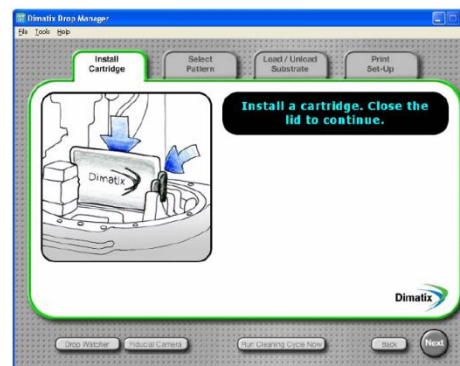 Dimatix Drop Manager
File Tools Help
Install
Cartridge
Select
Pattern
Load / Unload
Substrate
Print
Set-Up
Install a cartridge. Close the
lid to continue.
Dimatix
Dimatix
Drop Watcher
Fiducial Camera
Run Cleaning Cycle Now
Back
Next